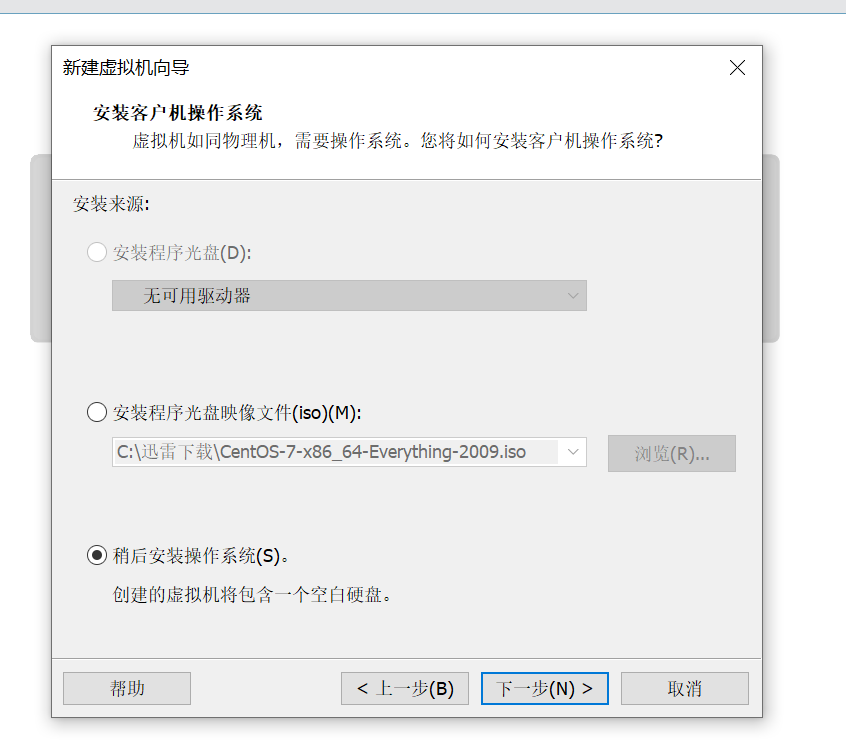 新建虚拟机向导
安装客户机操作系统
虚拟机如同物理机，需要操作系统。您将如何安装客户机操作系统?
安装来源:
安装程序光盘(D):
无可用驱动器
安装程序光盘映像文件(iso)(M):
C:\迅雷下载\CentOS-7-x86_64-Everything-2009.iso
浏览(R)...
稍后安装操作系统(S)。
创建的虚拟机将包含一个空白硬盘。
帮助
< 上一步(B)
下一步(N) >
取消